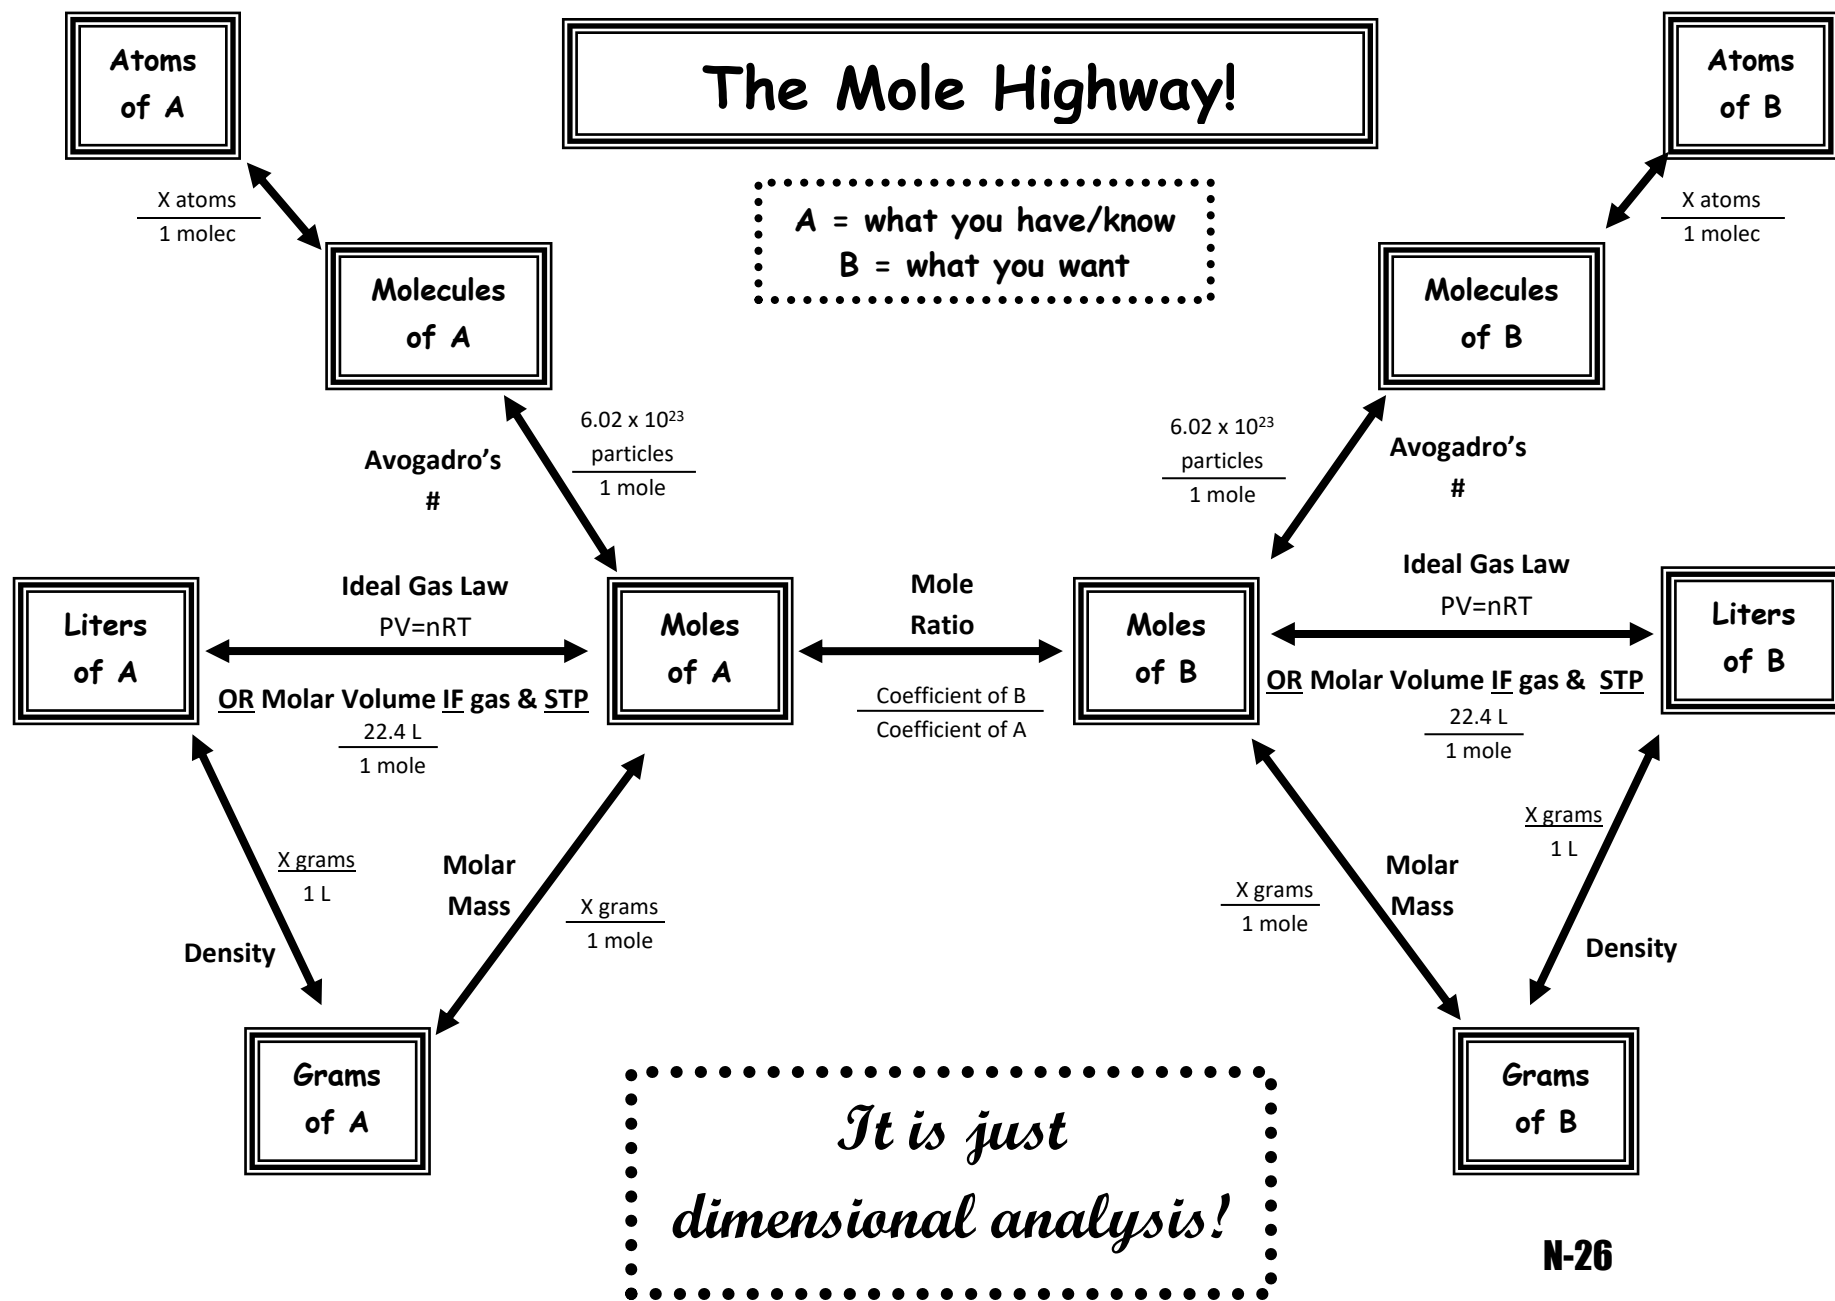 Atoms
of A
The Mole Highway!
Atoms
of B
X atoms
1 molec
A = what you have/know
B = what you want
X atoms
1 molec
Molecules
of A
Molecules
of B
Avogadro’s
#
6.02 x 10²³
particles
1 mole
6.02 x 10²³
particles
1 mole
Avogadro’s
#
Liters
of A
Ideal Gas Law
PV=nRT
OR Molar Volume IF gas & STP
22.4 L
1 mole
Moles
of A
Mole
Ratio
Coefficient of B
Coefficient of A
Moles
of B
Ideal Gas Law
PV=nRT
OR Molar Volume IF gas & STP
22.4 L
1 mole
Liters
of B
X grams
1 L
Density
Molar
Mass
X grams
1 mole
X grams
1 mole
Molar
Mass
X grams
1 L
Density
Grams
of A
It is just
dimensional analysis!
Grams
of B
N-26